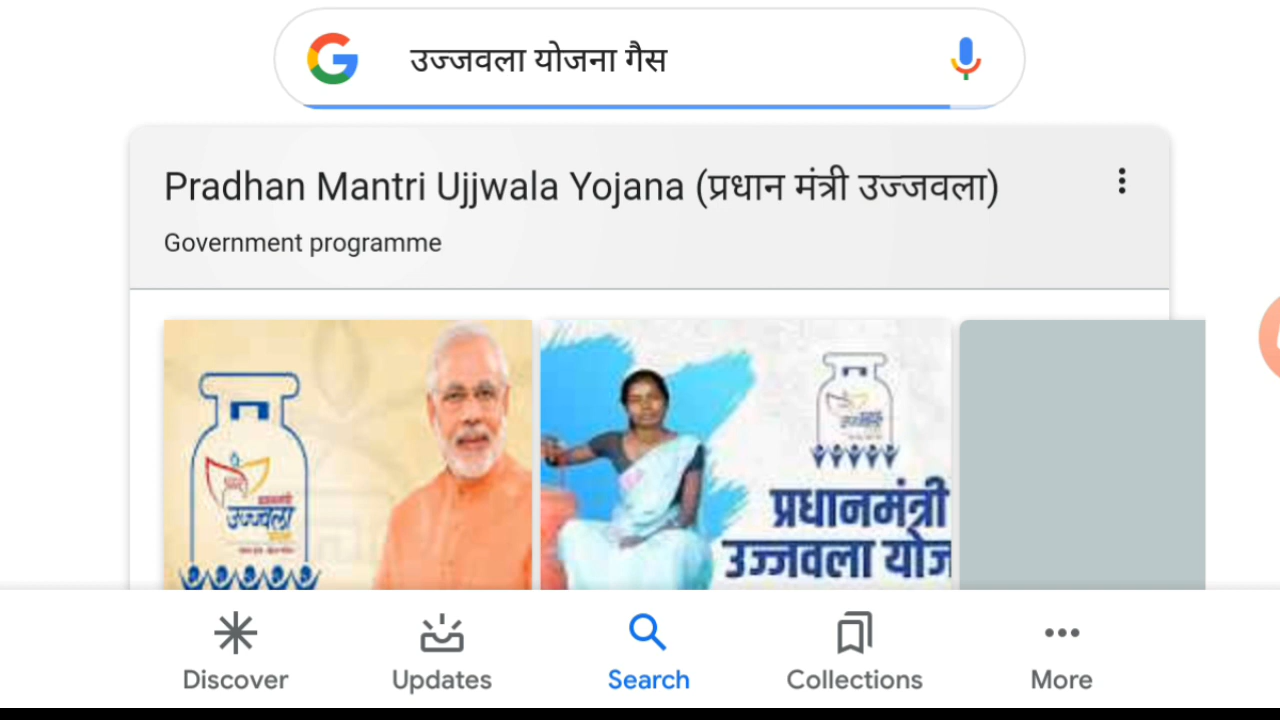 उज्जवला योजना गैस
Pradhan Mantri Ujjwala Yojana (प्रधान मंत्री उज्जवला)
Government programme
उज्ज्वला
प्रधानमंत्री
उज्जवला योज
Discover
Updates
Search
Collections
More